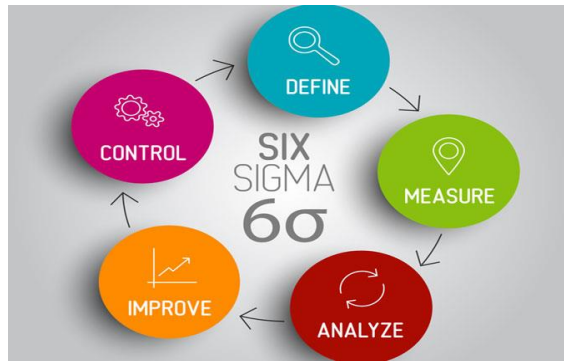 DEFINE
MEASURE
ANALYZE
IMPROVE
CONTROL
SIX
SIGMA
6σ